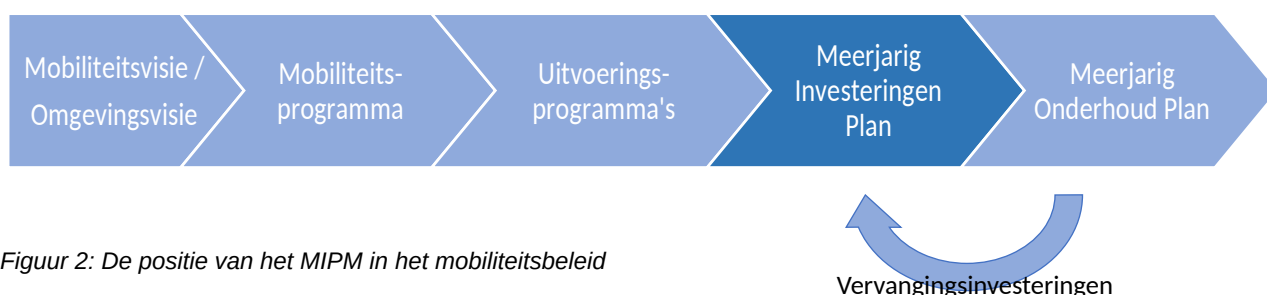 Mobiliteitsvisie /
Omgevingsvisie
Mobiliteits-
programma
Uitvoerings-
programma's
Meerjarig
Investeringen
Plan
Meerjarig
Onderhoud Plan
Figuur 2: De positie van het MIPM in het mobiliteitsbeleid
Vervangingsinvesteringen